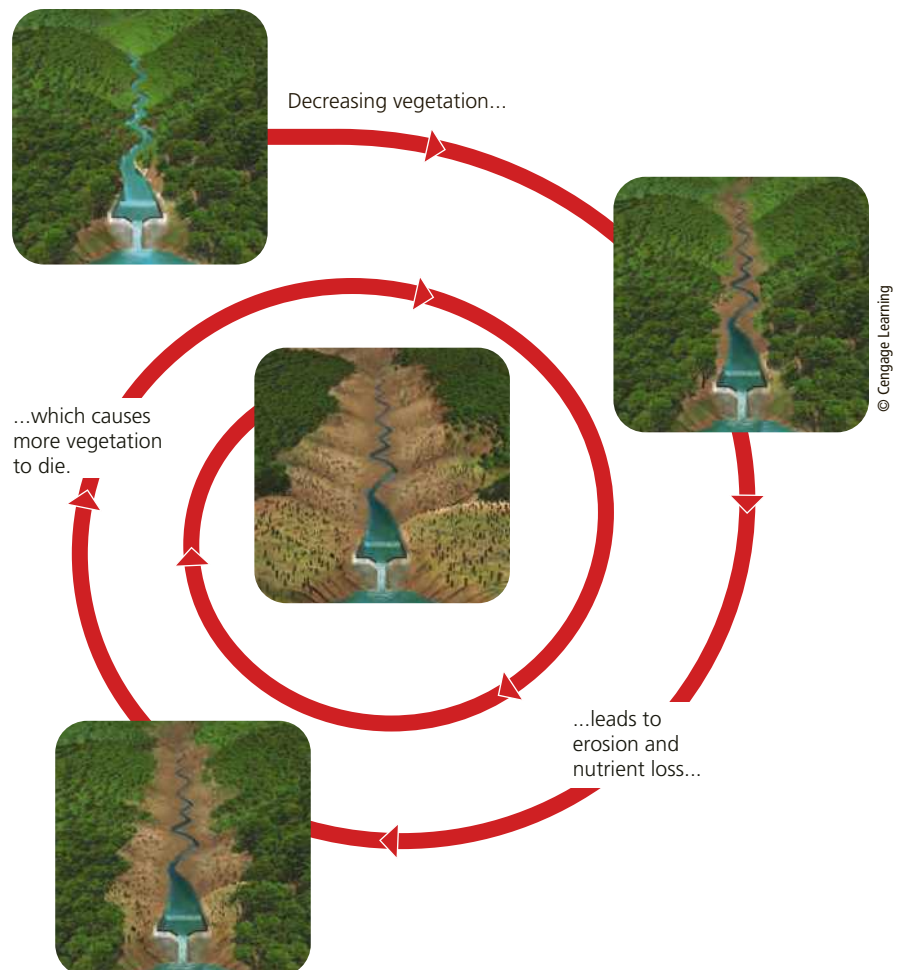 Decreasing vegetation...
© Cengage Learning
...which causes
more vegetation
to die.
...leads to
erosion and
nutrient loss...